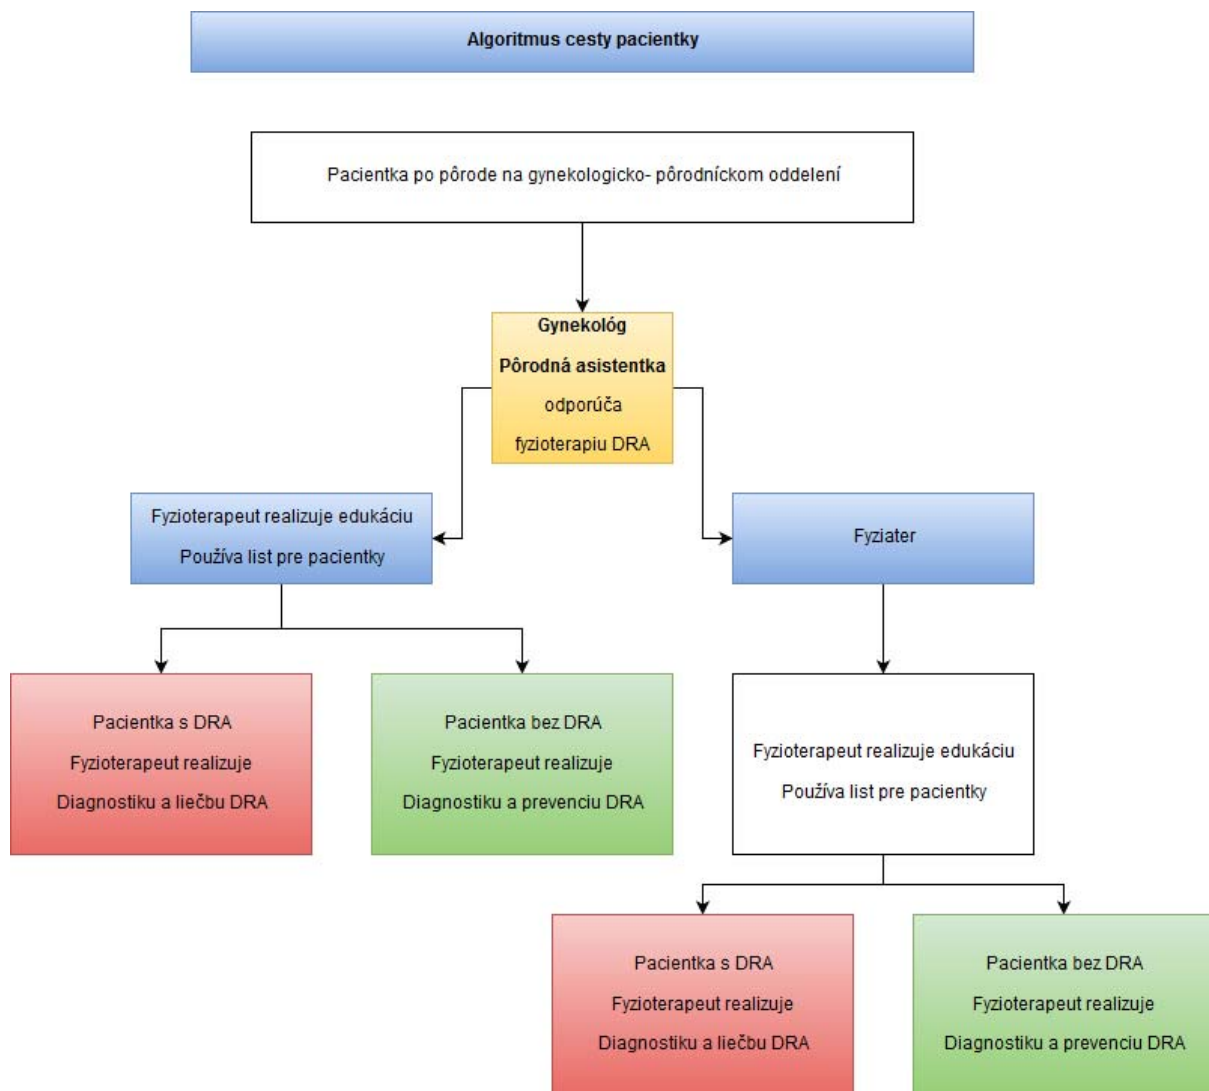 Algoritmus cesty pacientky
Pacientka po pôrode na gynekologicko- pôrodníckom oddelení
Gynekológ
Pôrodná asistentka
odporúča
fyzioterapiu DRA
Fyzioterapeut realizuje edukáciu
Používa list pre pacientky
Fyziater
Pacientka s DRA
Fyzioterapeut realizuje
Diagnostiku a liečbu DRA
Pacientka bez DRA
Fyzioterapeut realizuje
Diagnostiku a prevenciu DRA
Fyzioterapeut realizuje edukáciu
Používa list pre pacientky
Pacientka s DRA
Fyzioterapeut realizuje
Diagnostiku a liečbu DRA
Pacientka bez DRA
Fyzioterapeut realizuje
Diagnostiku a prevenciu DRA